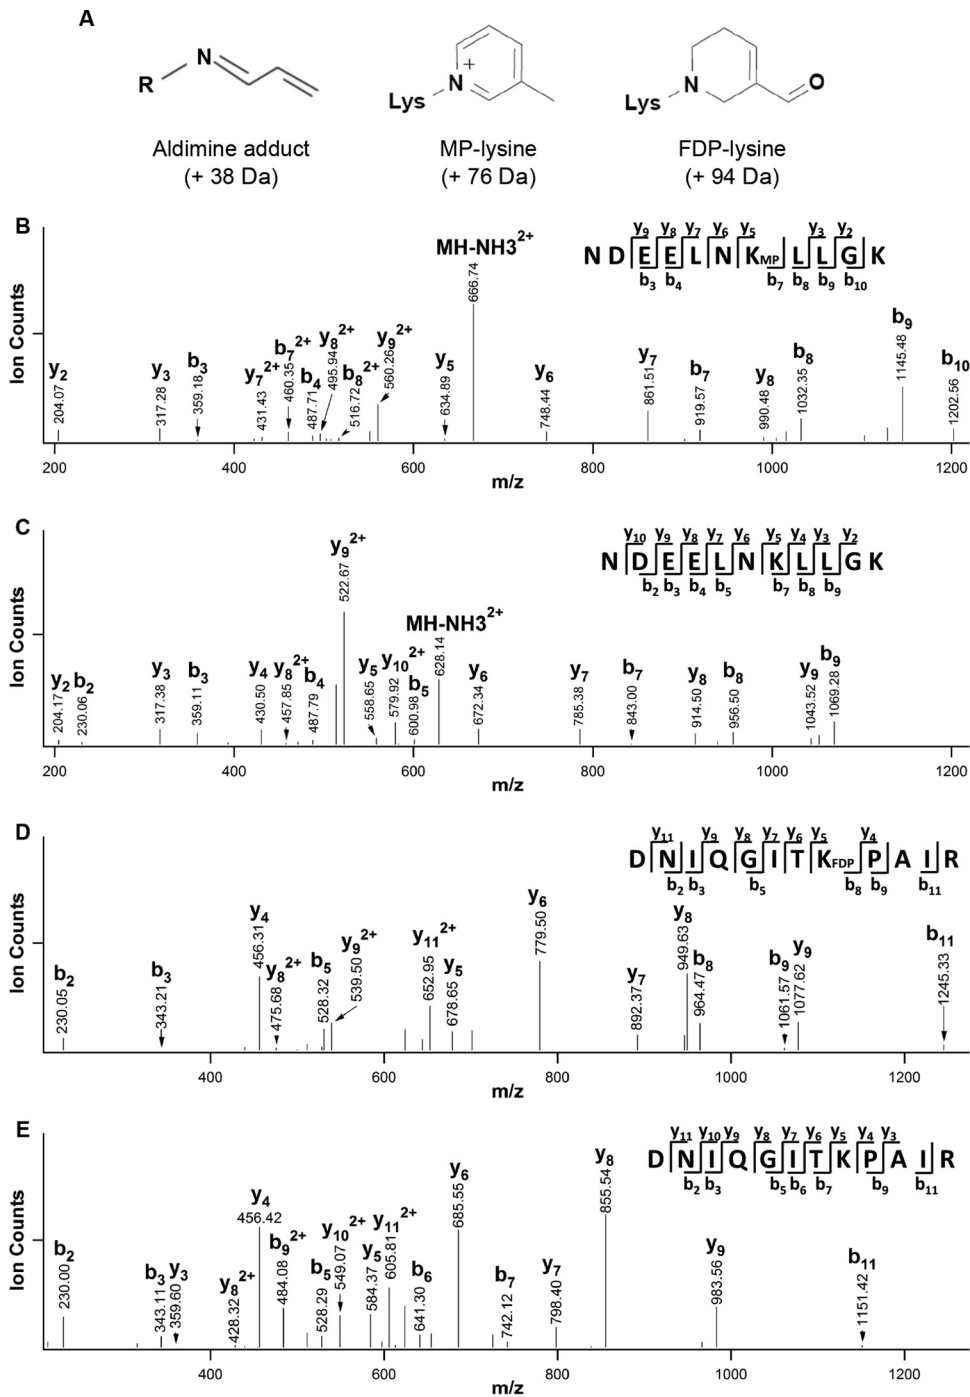 A
R N
Lys N +
Lys N O
Aldimine adduct
(+ 38 Da)
MP-lysine
(+ 76 Da)
FDP-lysine
(+ 94 Da)
B
Ion Counts
y2 204.07
y3 317.28
b3 359.18
y7 2+ 431.43
b7 2+ 460.35
b4 487.71
y8 2+ 495.94
b8 2+ 516.72
y9 2+ 560.26
y5 634.89
MH-NH3 2+ 666.74
y6 748.44
y7 861.51
b7 919.57
y8 990.48
b8 1032.35
b9 1145.48
b10 1202.56
y9 y8 y7 y6 y5 y3 y2
N D E E L N K MP L L G K
b3 b4 b7 b8 b9 b10
200 400 600 800 1000 1200
m/z
C
Ion Counts
y2 204.17
b2 230.06
y3 317.38
b3 359.11
y4 430.50
y8 2+ 457.85
b4 487.79
y9 2+ 522.67
y5 558.65
y10 2+ 579.92
b5 600.98
MH-NH3 2+ 628.14
y6 672.34
y7 785.38
b7 843.00
y8 914.50
b8 956.50
y9 1043.52
b9 1069.28
y10 y9 y8 y7 y6 y5 y4 y3 y2
N D E E L N K L L G K
b2 b3 b4 b5 b7 b8 b9
200 400 600 800 1000 1200
m/z
D
Ion Counts
b2 230.05
b3 343.21
y4 456.31
y8 2+ 475.68
b5 528.32
y9 2+ 539.50
y11 2+ 652.95
y5 678.65
y6 779.50
y7 892.37
y8 949.63
b8 964.47
b9 1061.57
y9 1077.62
b11 1245.33
y11 y9 y8 y7 y6 y5 y4
D N I Q G I T K FDP P A I R
b2 b3 b5 b8 b9 b11
400 600 800 1000 1200
m/z
E
Ion Counts
b2 230.00
b3 343.11
y3 359.60
y8 2+ 428.32
y4 456.42
b9 2+ 484.08
b5 528.29
y10 2+ 549.07
y5 584.37
y11 2+ 605.81
b6 641.30
y6 685.55
b7 742.12
y7 798.40
y8 855.54
y9 983.56
b11 1151.42
y11 y10 y9 y8 y7 y6 y5 y4 y3
D N I Q G I T K P A I R
b2 b3 b5 b6 b7 b9 b11
400 600 800 1000 1200
m/z